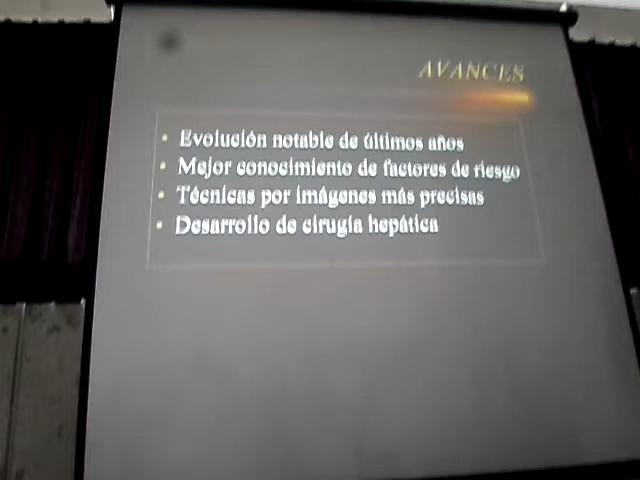 AVANCES
• Evolución notable de últimos años
• Mejor conocimiento de factores de riesgo
• Técnicas por imágenes más precisas
• Desarrollo de cirugía hepática